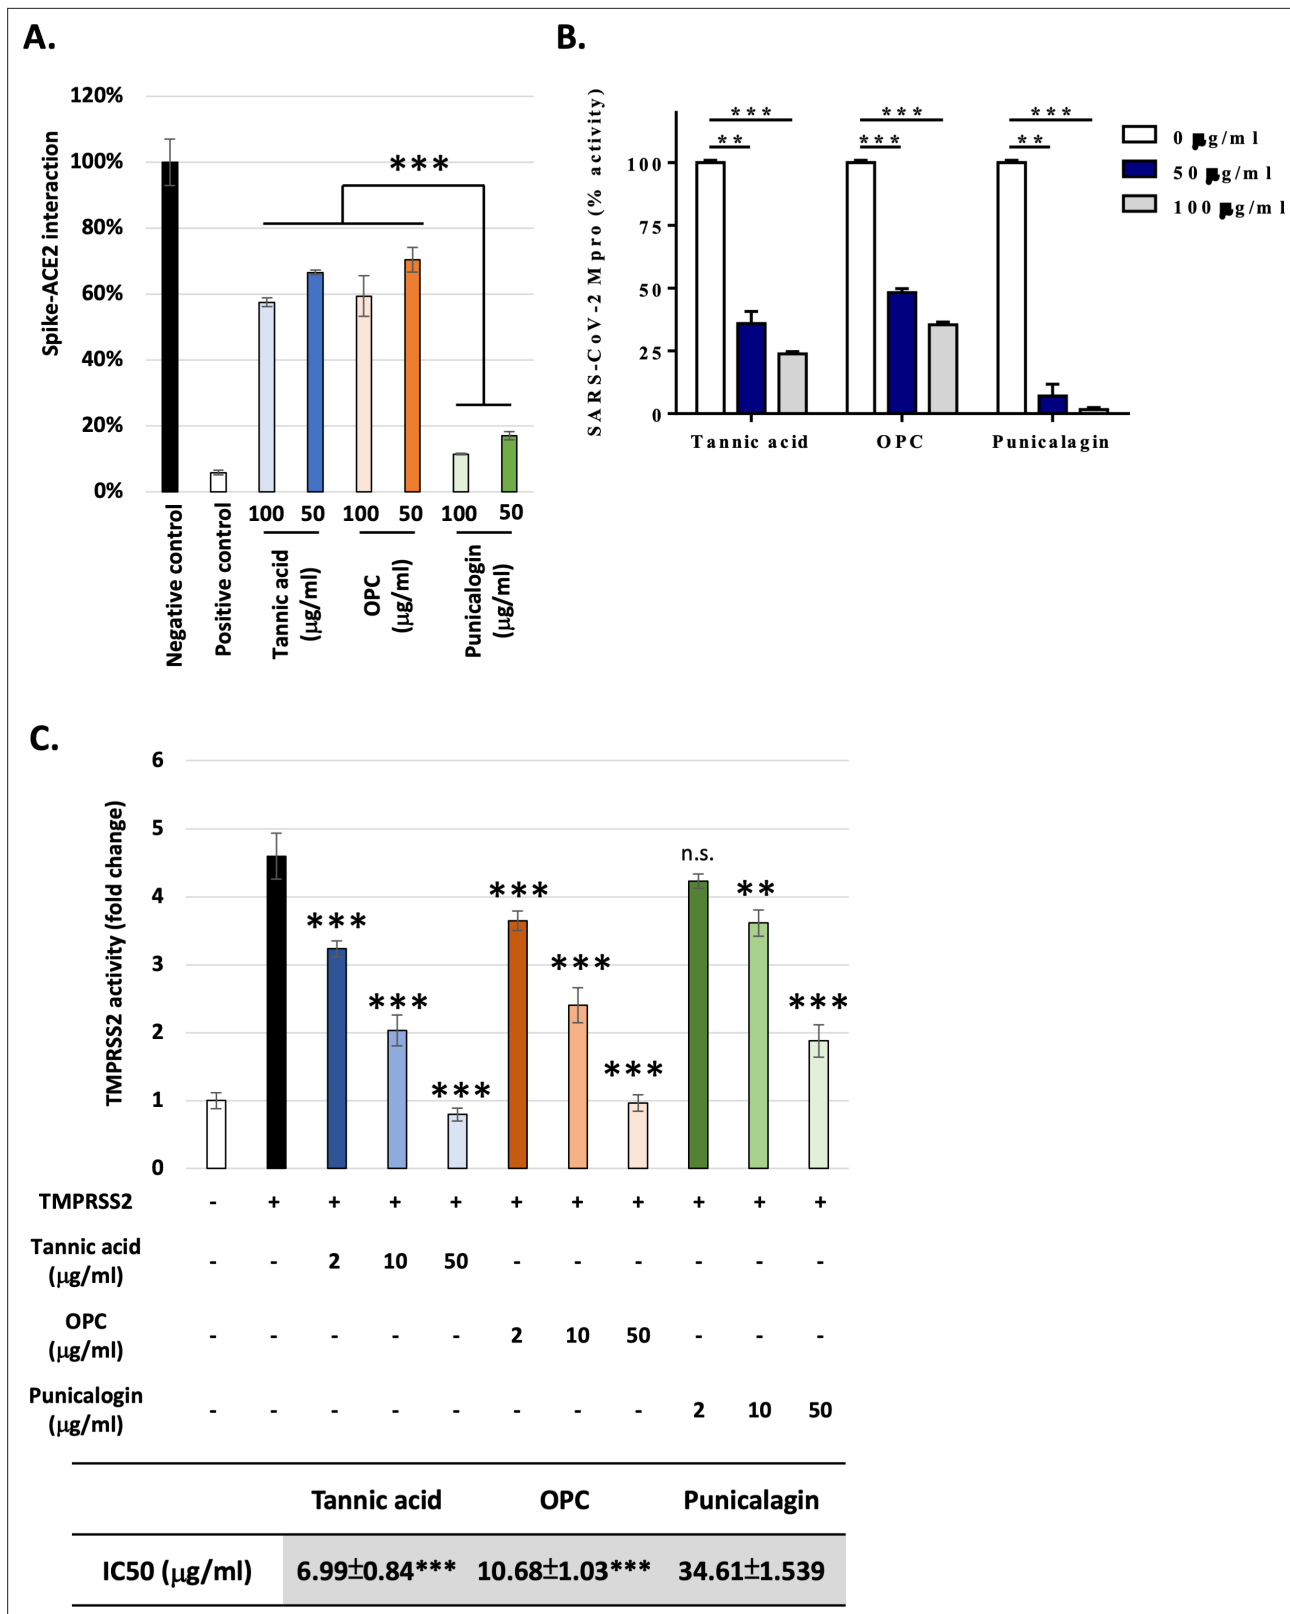 A.
120%
100%
80%
60%
40%
20%
0%
Spike-ACE2 interaction
***
100 50 100 50 100 50
Negative control
Positive control
Tannic acid
(μg/ml)
OPC
(μg/ml)
Punicalogin
(μg/ml)
B.
SARS-CoV-2 Mpro (% activity)
100
75
50
25
0
*** *** ***
** *** **
Tannic acid OPC Punicalagin
0 μg/ml
50 μg/ml
100 μg/ml
C.
TMPRSS2 activity (fold change)
6
5
4
3
2
1
0
*** *** *** *** *** *** n.s. ** ***
TMPRSS2 - + + + + + + + + + +
Tannic acid
(μg/ml) - - 2 10 50 - - - - - -
OPC
(μg/ml) - - - - - 2 10 50 - - -
Punicalogin
(μg/ml) - - - - - - - - 2 10 50
Tannic acid OPC Punicalagin
IC50 (μg/ml) 6.99±0.84*** 10.68±1.03*** 34.61±1.539